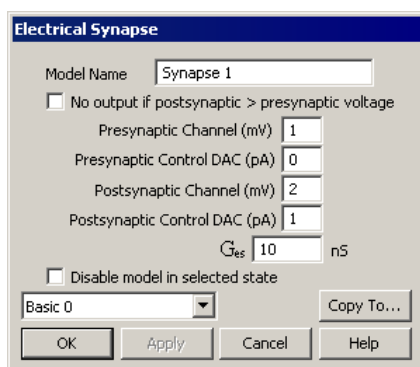 Electrical Synapse
Model Name Synapse 1
No output if postsynaptic > presynaptic voltage
Presynaptic Channel (mV) 1
Presynaptic Control DAC (pA) 0
Postsynaptic Channel (mV) 2
Postsynaptic Control DAC (pA) 1
Ges 10 nS
Disable model in selected state
Basic 0 Copy To...
OK Apply Cancel Help